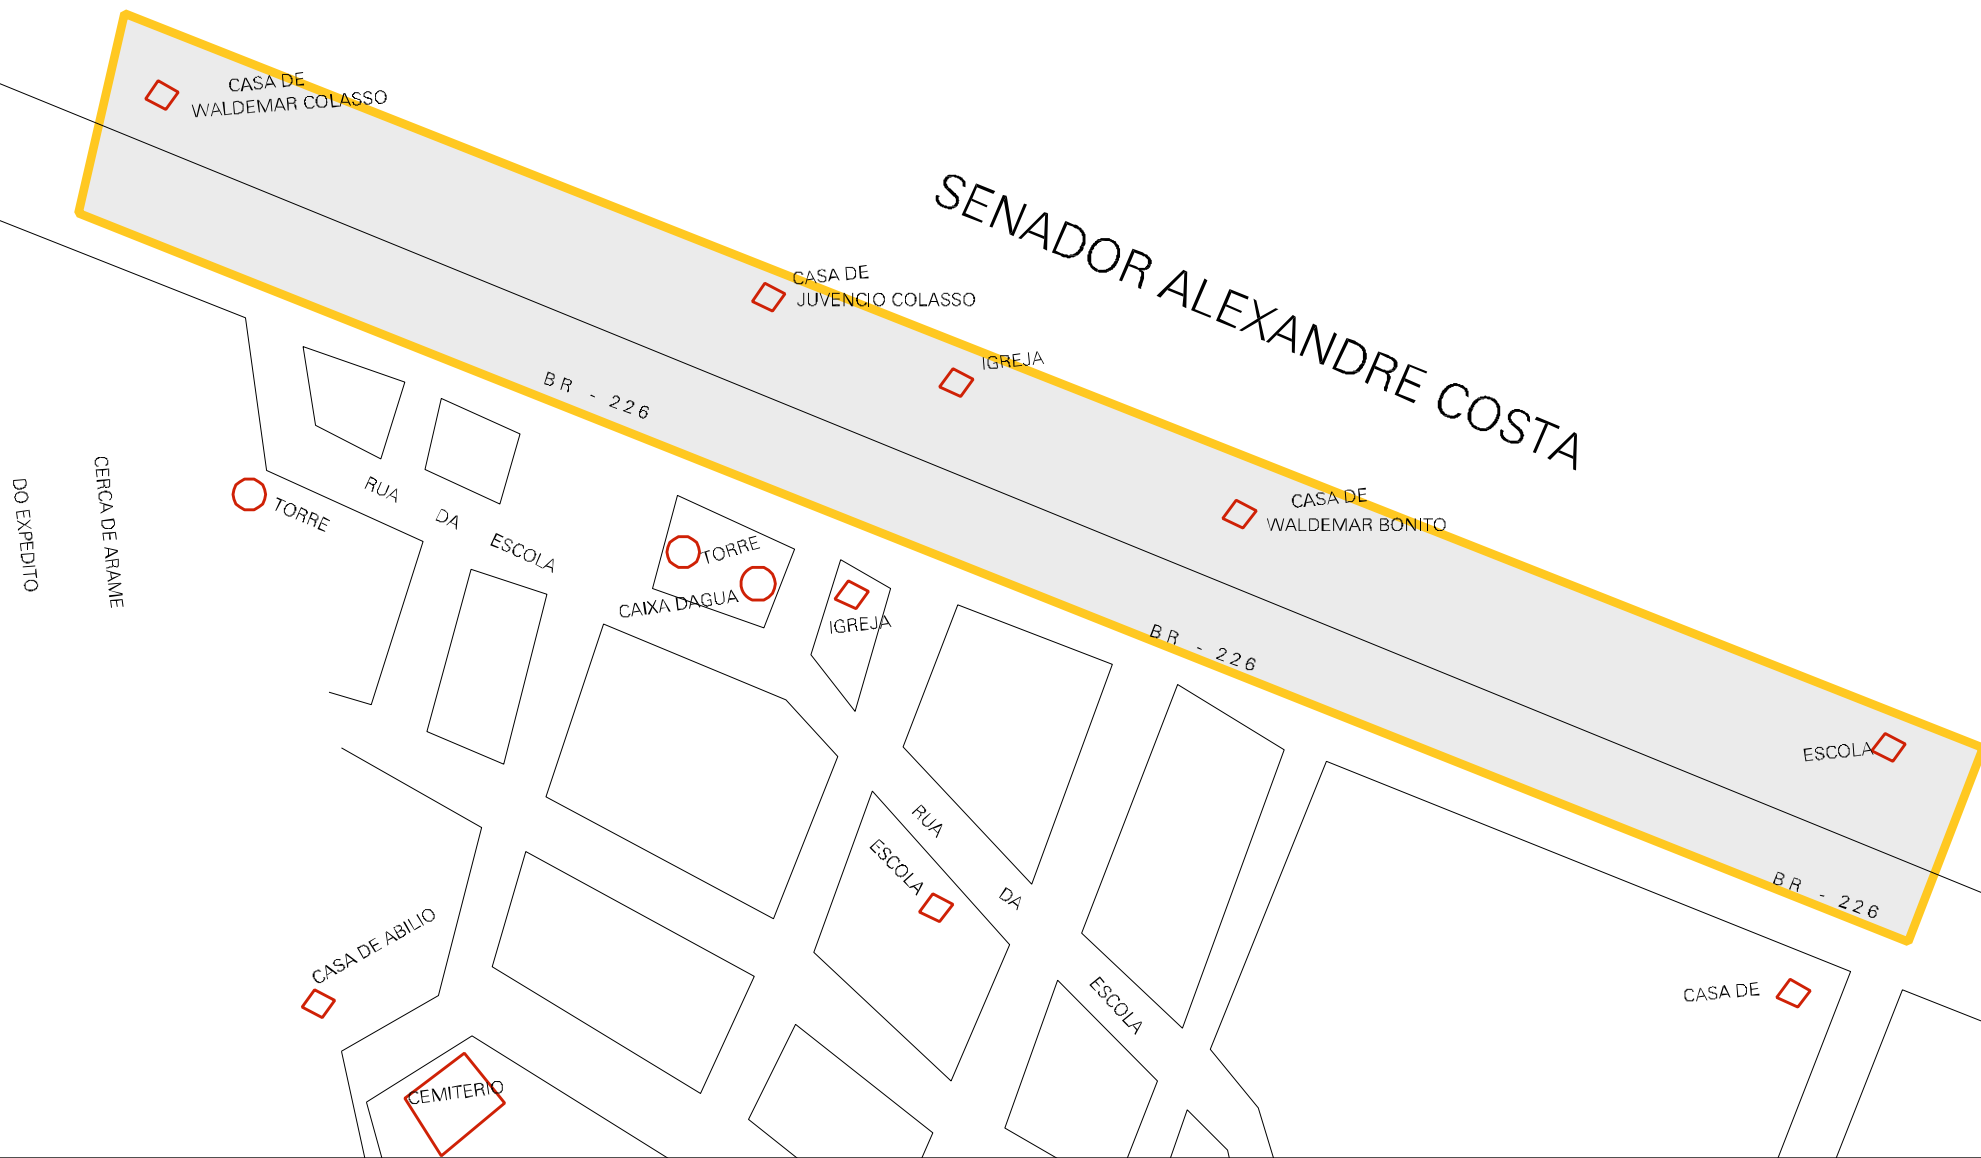 CASA DE
WALDEMAR COLASSO
SENADOR ALEXANDRE COSTA
CASA DE
JUVENCIO COLASSO
IGREJA
BR - 226
CASA DE
WALDEMAR BONITO
DO EXPEDITO
CERCA DE ARAME
TORRE
RUA DA ESCOLA
TORRE
CAIXA DAGUA
IGREJA
BR - 226
ESCOLA
BR - 226
RUA DA ESCOLA
ESCOLA
CASA DE ABILIO
CASA DE
CEMITERIO